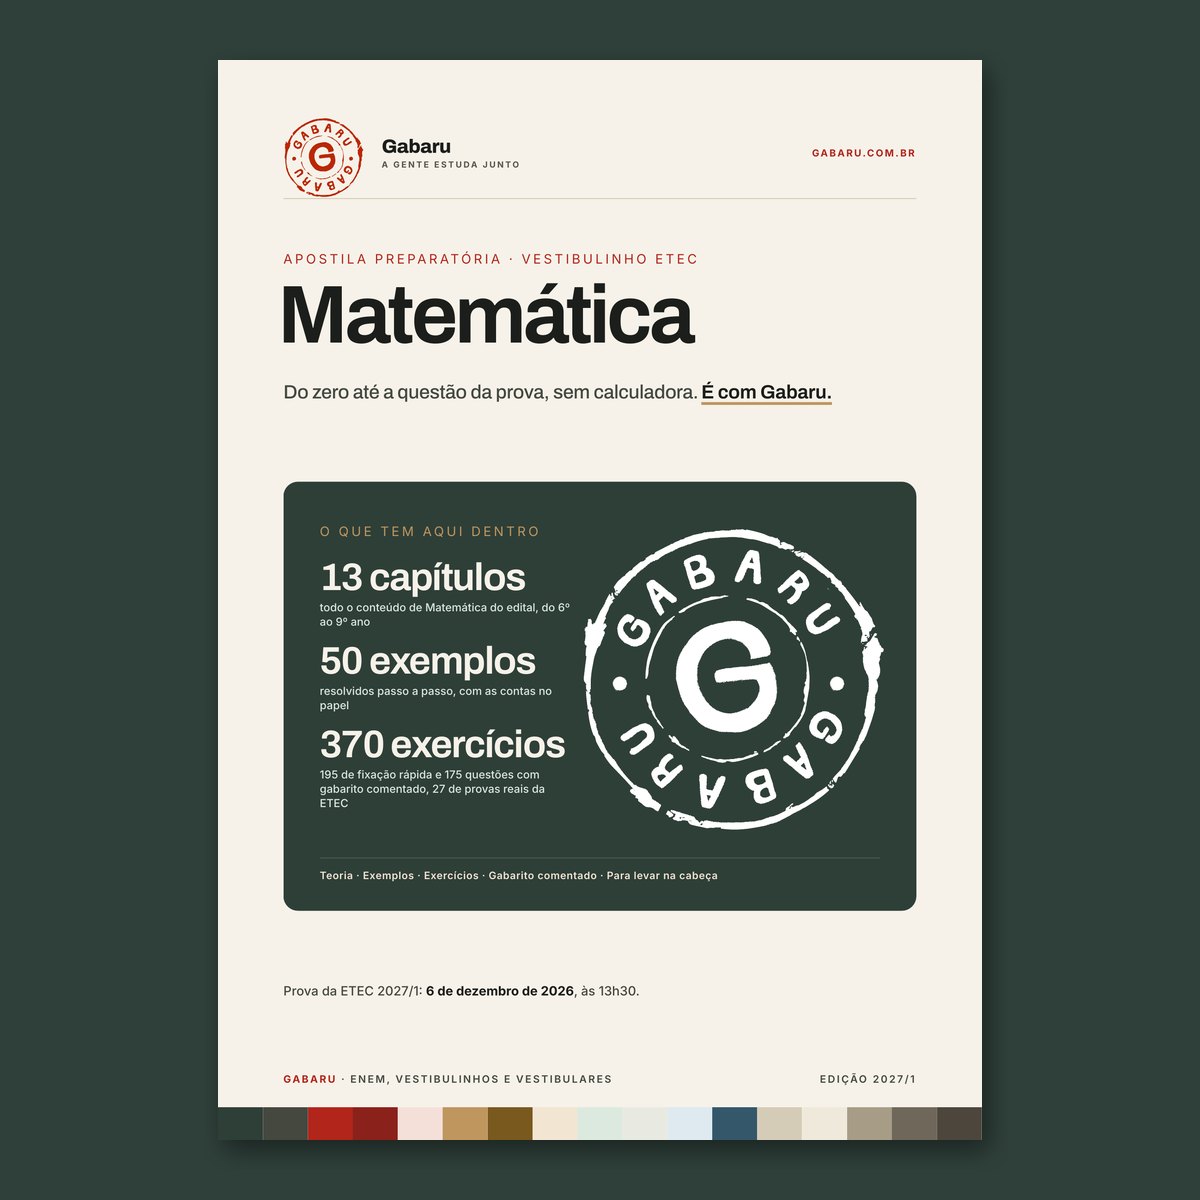 GABARU · GABARU ·
G
Gabaru
A GENTE ESTUDA JUNTO
GABARU.COM.BR
APOSTILA PREPARATÓRIA · VESTIBULINHO ETEC
Matemática
Do zero até a questão da prova, sem calculadora. É com Gabaru.
O QUE TEM AQUI DENTRO
13 capítulos
todo o conteúdo de Matemática do edital, do 6º
ao 9º ano
50 exemplos
resolvidos passo a passo, com as contas no
papel
370 exercícios
195 de fixação rápida e 175 questões com
gabarito comentado, 27 de provas reais da
ETEC
GABARU · GABARU ·
G
Teoria · Exemplos · Exercícios · Gabarito comentado · Para levar na cabeça
Prova da ETEC 2027/1: 6 de dezembro de 2026, às 13h30.
GABARU · ENEM, VESTIBULINHOS E VESTIBULARES
EDIÇÃO 2027/1